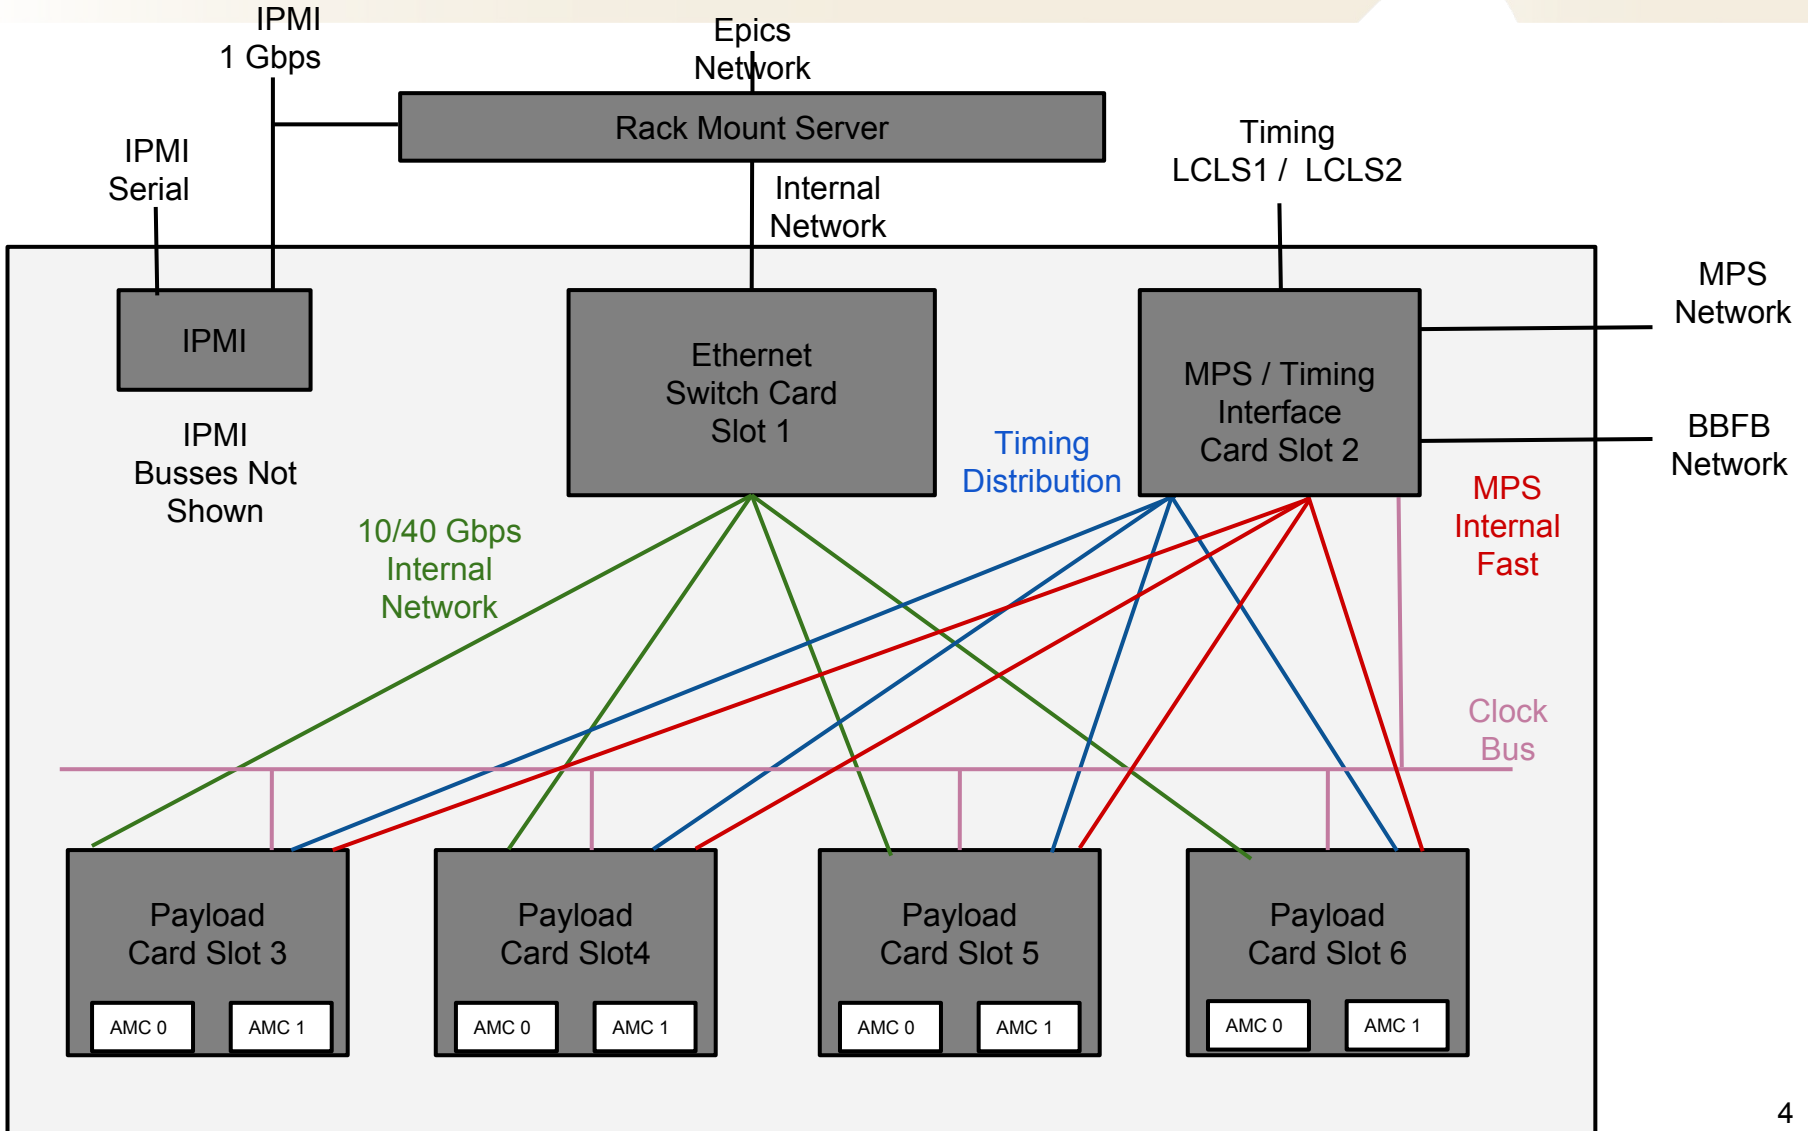 IPMI
1 Gbps
Epics
Network
Rack Mount Server
IPMI
Serial
Timing
LCLS1 / LCLS2
Internal
Network
MPS
Network
IPMI
Ethernet
Switch Card
Slot 1
MPS / Timing
Interface
Card Slot 2
BBFB
Network
IPMI
Busses Not
Shown
Timing
Distribution
MPS
Internal
Fast
10/40 Gbps
Internal
Network
Clock
Bus
Payload
Card Slot 3
AMC 0
AMC 1
Payload
Card Slot4
AMC 0
AMC 1
Payload
Card Slot 5
AMC 0
AMC 1
Payload
Card Slot 6
AMC 0
AMC 1
4